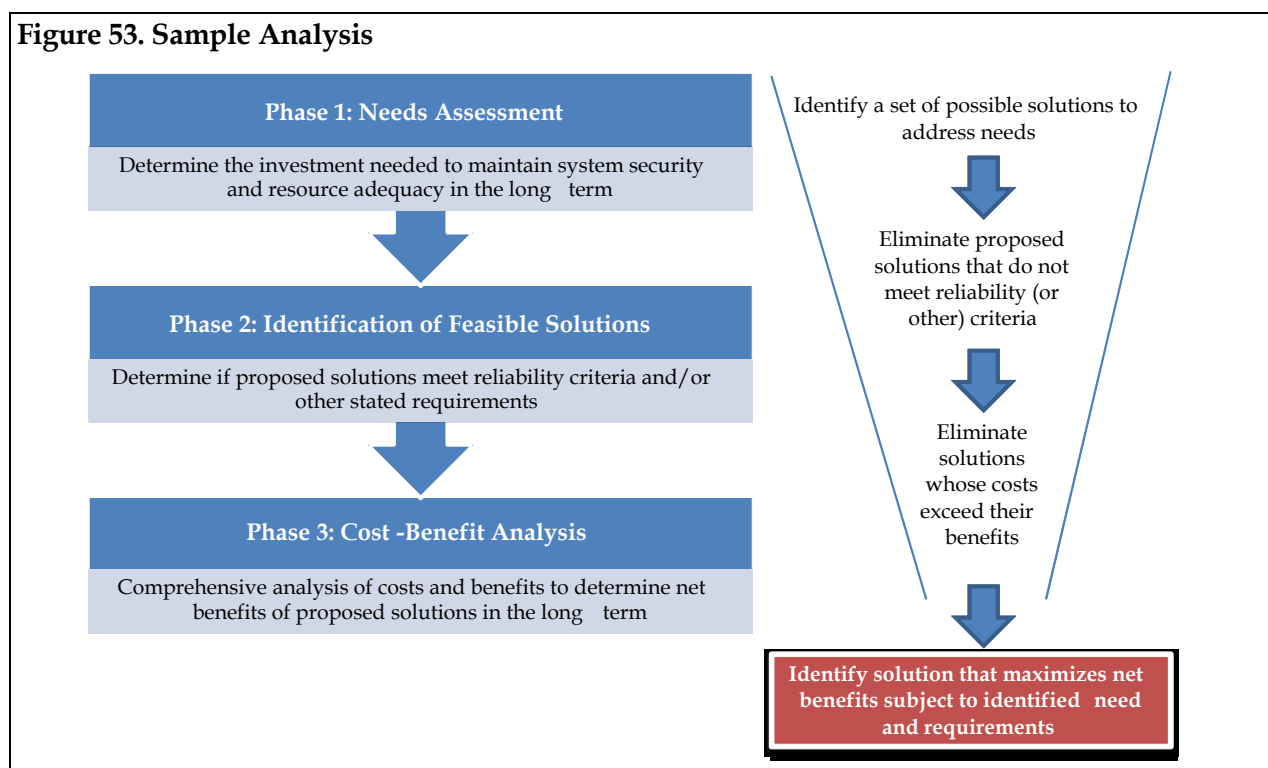 Figure 53. Sample Analysis
Phase 1: Needs Assessment
Determine the investment needed to maintain system security
and resource adequacy in the long term
Phase 2: Identification of Feasible Solutions
Determine if proposed solutions meet reliability criteria and/or
other stated requirements
Phase 3: Cost -Benefit Analysis
Comprehensive analysis of costs and benefits to determine net
benefits of proposed solutions in the long term
Identify a set of possible solutions to
address needs
Eliminate proposed
solutions that do not
meet reliability (or
other) criteria
Eliminate
solutions
whose costs
exceed their
benefits
Identify solution that maximizes net
benefits subject to identified need
and requirements